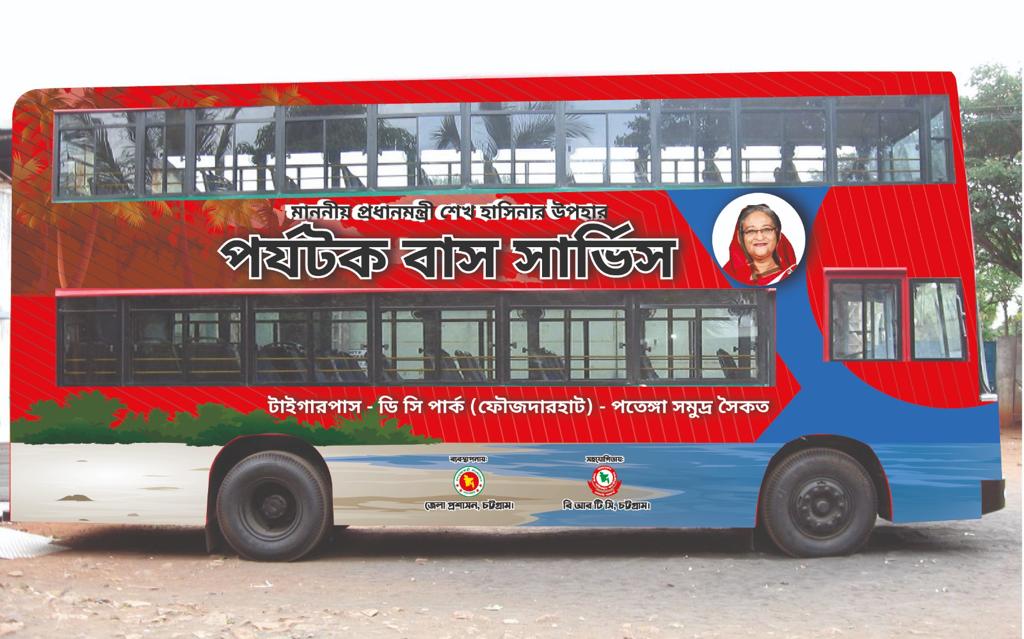 মাননীয় প্রধানমন্ত্রী শেখ হাসিনার উপহার
পর্যটক বাস সার্ভিস
টাইগারপাস - ডি সি পার্ক (ফৌজদারহাট) - পতেঙ্গা সমুদ্র সৈকত
ব্যবস্থাপনায়:
জেলা প্রশাসন, চট্টগ্রাম।
সহযোগিতায়:
বি আর টি সি, চট্টগ্রাম।